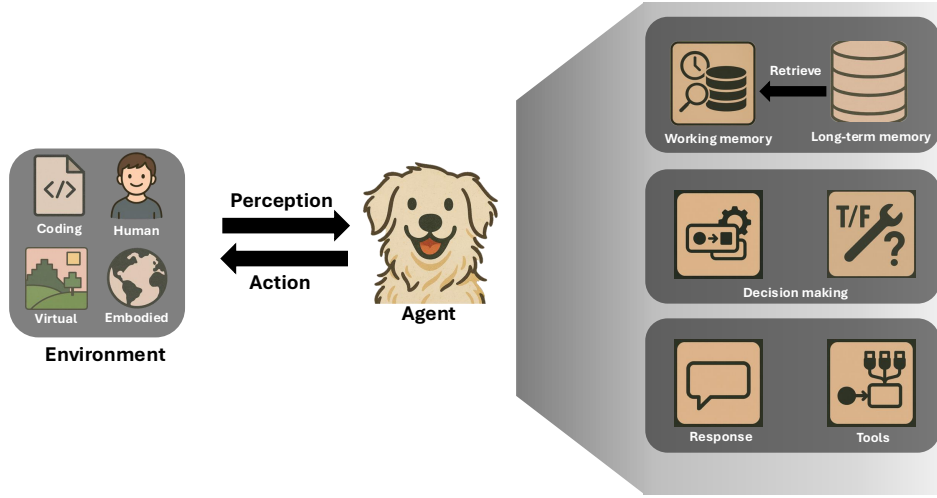 Coding
Human
Virtual
Embodied
Environment
Perception
Action
Agent
Retrieve
Working memory
Long-term memory
T/F
?
Decision making
Response
Tools